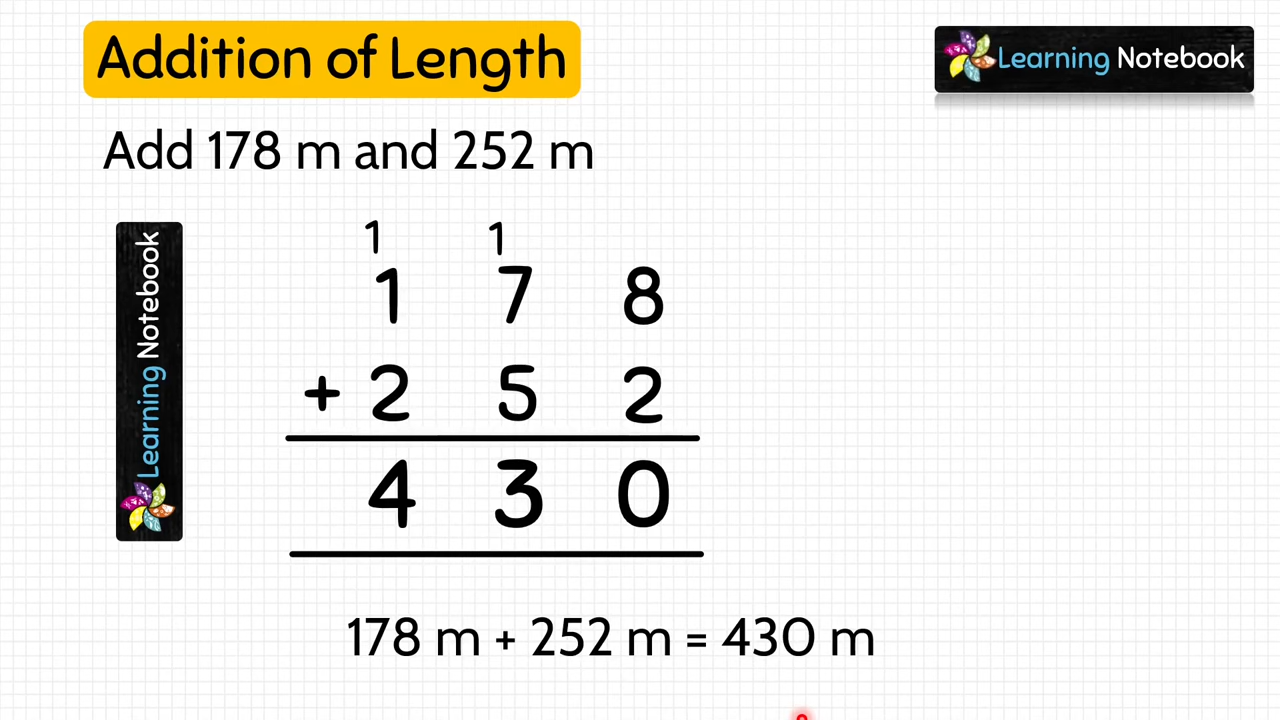 Addition of Length
Learning Notebook
Add 178 m and 252 m
Learning Notebook
1 1
1 7 8
+ 2 5 2
4 3 0
178 m + 252 m = 430 m